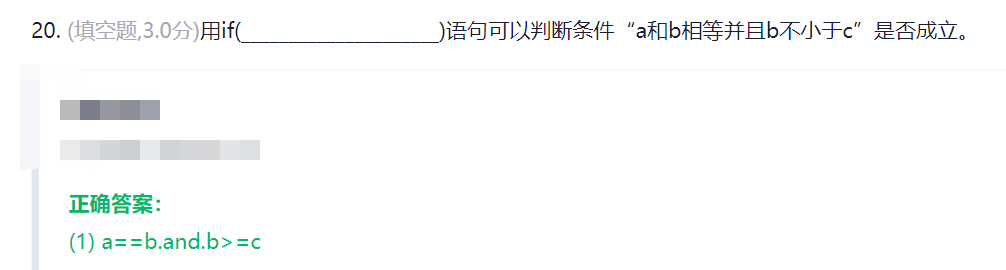 20. (填空题,3.0分)用if(____________________)语句可以判断条件“a和b相等并且b不小于c”是否成立。
正确答案：
(1) a==b.and.b>=c